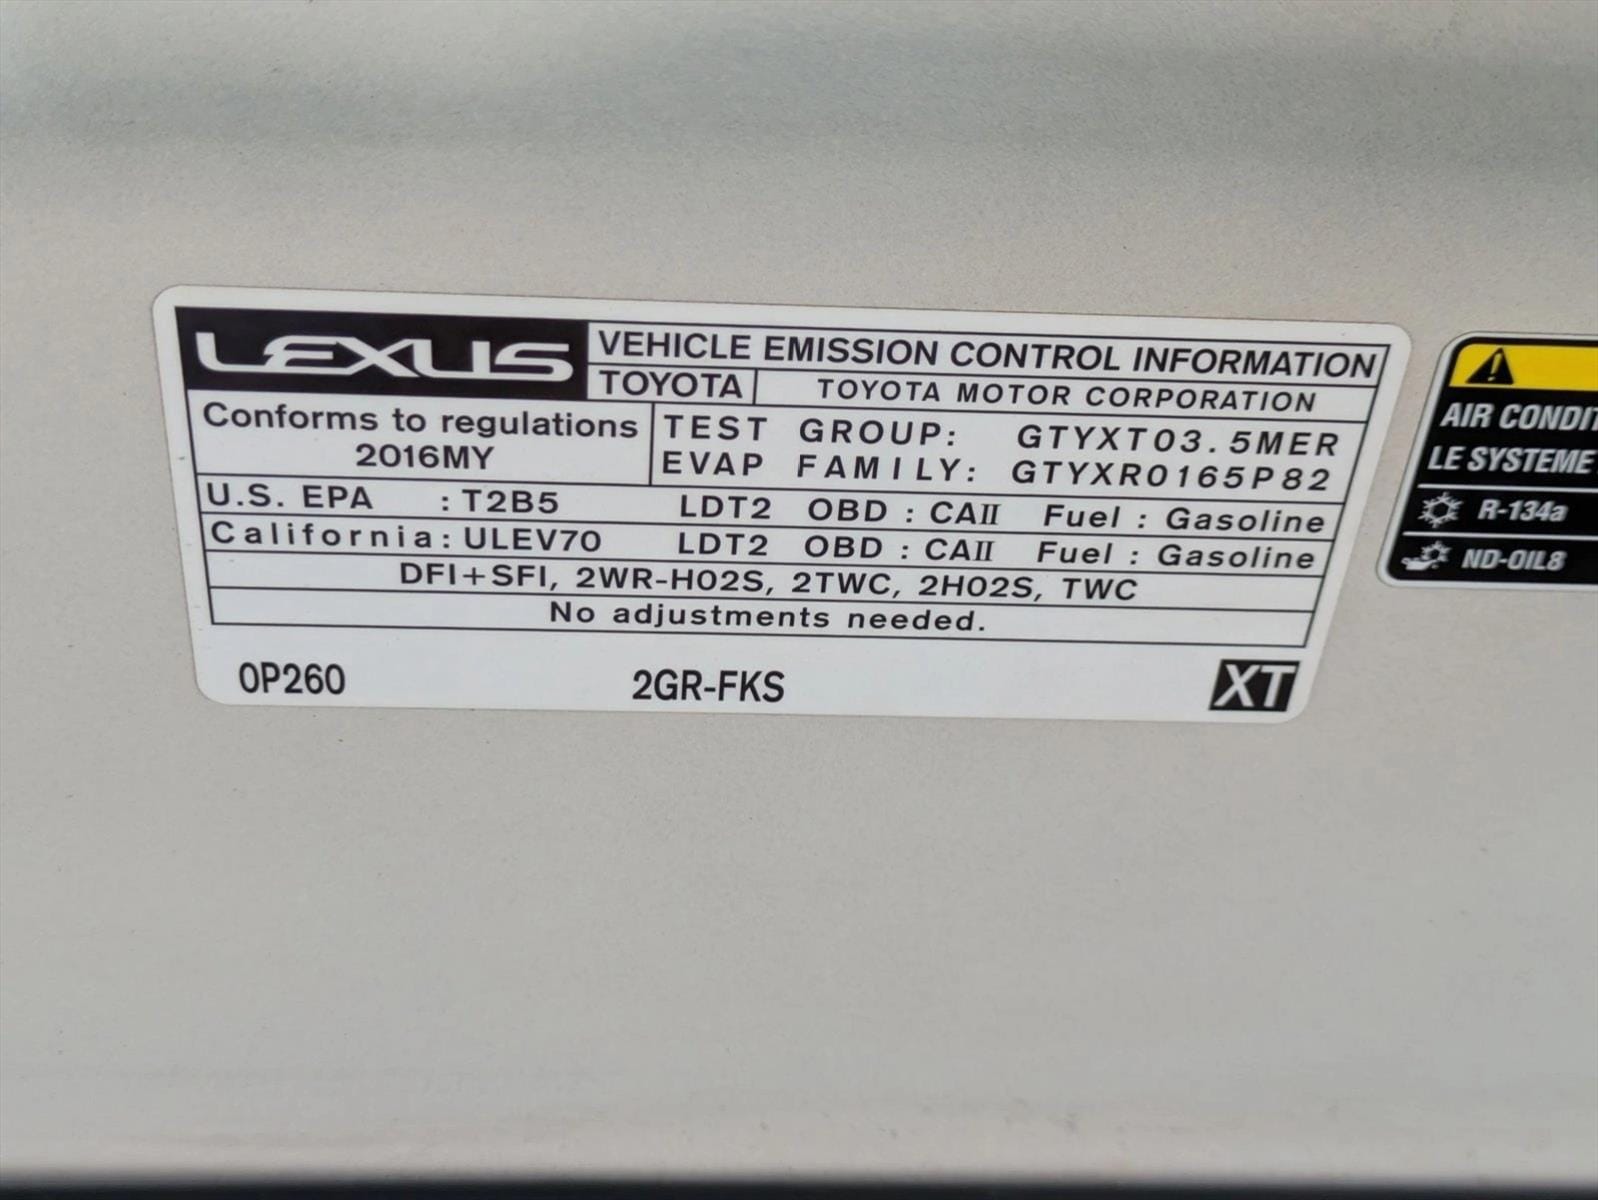 LEXUS VEHICLE EMISSION CONTROL INFORMATION
TOYOTA TOYOTA MOTOR CORPORATION
Conforms to regulations
2016MY
TEST GROUP: GTYXT03.5MER
EVAP FAMILY: GTYXR0165P82
U.S. EPA : T2B5 LDT2 OBD : CAII Fuel : Gasoline
California: ULEV70 LDT2 OBD : CAII Fuel : Gasoline
DFI+SFI, 2WR-HO2S, 2TWC, 2HO2S, TWC
No adjustments needed.
0P260 2GR-FKS XT
AIR CONDIT
LE SYSTEME
R-134a
ND-OIL8